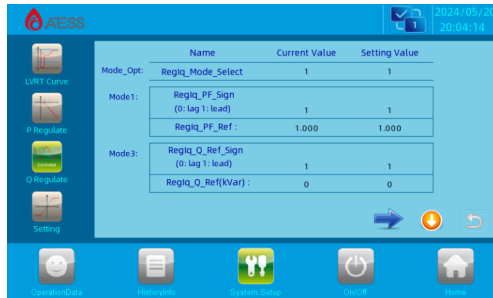 ATESS
1
2024/05/20
20:04:14
LVRT Curve
P Regulate
Controlled
Q Regulate
Setting
Name Current Value Setting Value
Mode_Opt: RegIq_Mode_Select 1 1
Mode1: RegIq_PF_Sign
(0: lag 1: lead) 1 1
RegIq_PF_Ref : 1.000 1.000
Mode3: RegIq_Q_Ref_Sign
(0: lag 1: lead) 1 1
RegIq_Q_Ref(kVar) : 0 0
OperationData HistoryInfo System Setup On/Off Home